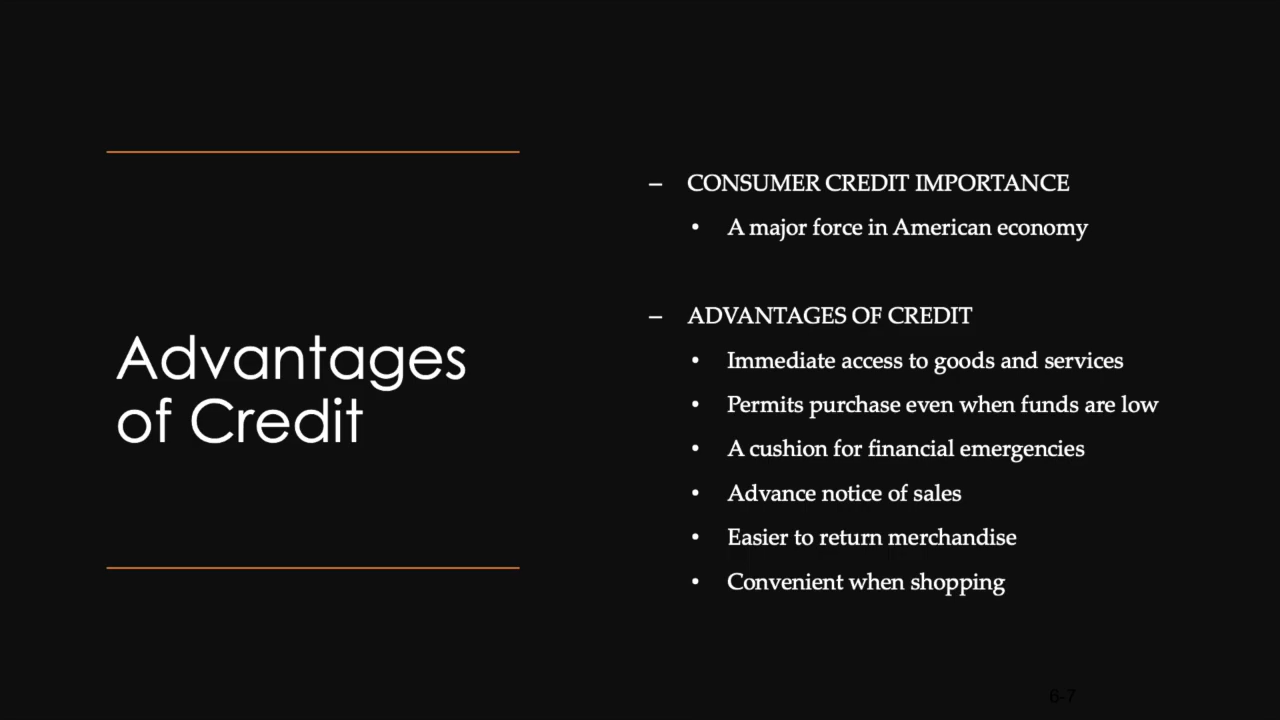 Advantages
of Credit
– CONSUMER CREDIT IMPORTANCE
• A major force in American economy
– ADVANTAGES OF CREDIT
• Immediate access to goods and services
• Permits purchase even when funds are low
• A cushion for financial emergencies
• Advance notice of sales
• Easier to return merchandise
• Convenient when shopping
6-7